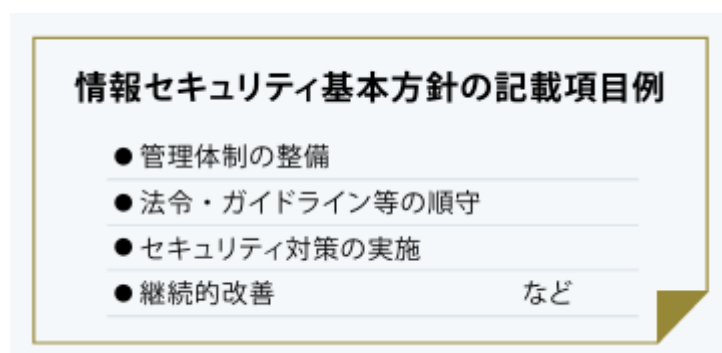 情報セキュリティ基本方針の記載項目例
●管理体制の整備
●法令・ガイドライン等の順守
●セキュリティ対策の実施
●継続的改善 など